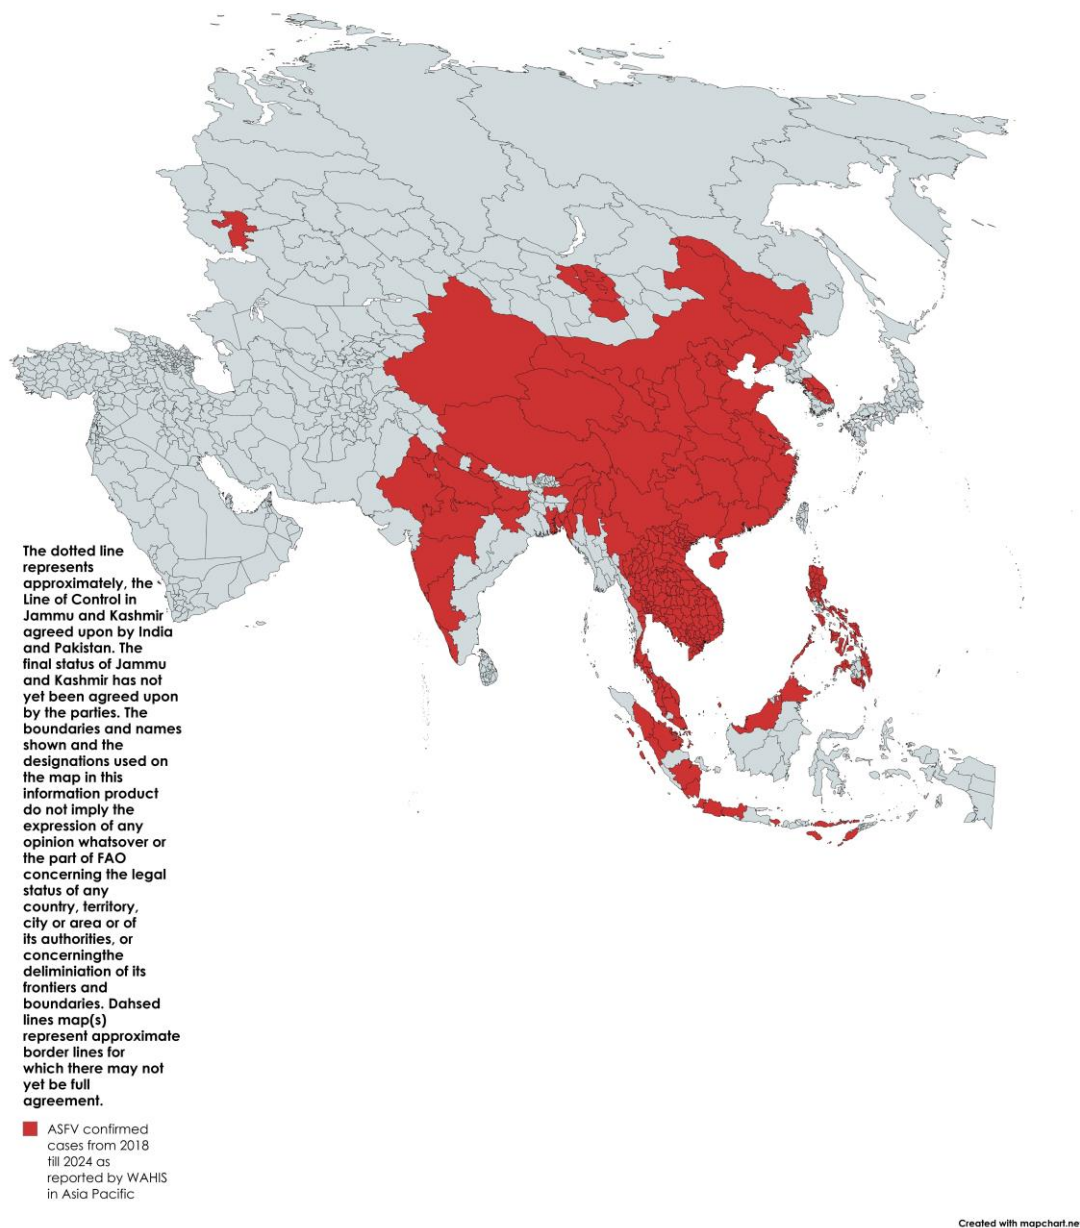 The dotted line
represents
approximately, the
Line of Control in
Jammu and Kashmir
agreed upon by India
and Pakistan. The
final status of Jammu
and Kashmir has not
yet been agreed upon
by the parties. The
boundaries and names
shown and the
designations used on
the map in this
information product
do not imply the
expression of any
opinion whatsover or
the part of FAO
concerning the legal
status of any
country, territory,
city or area or of
its authorities, or
concerningthe
deliminiation of its
frontiers and
boundaries. Dahsed
lines map(s)
represent approximate
border lines for
which there may not
yet be full
agreement.
ASFV confirmed
cases from 2018
till 2024 as
reported by WAHIS
in Asia Pacific
Created with mapchart.ne